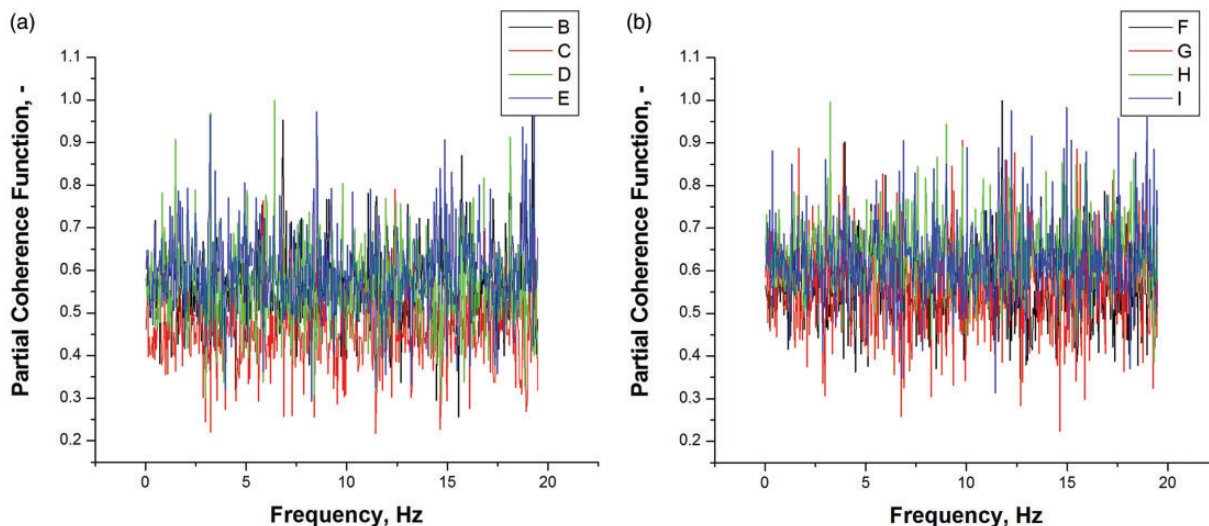 (a)
B
C
D
E
1.1
1.0
0.9
0.8
0.7
0.6
0.5
0.4
0.3
0.2
Partial Coherence Function, -
0 5 10 15 20
Frequency, Hz
(b)
F
G
H
I
1.1
1.0
0.9
0.8
0.7
0.6
0.5
0.4
0.3
0.2
Partial Coherence Function, -
0 5 10 15 20
Frequency, Hz